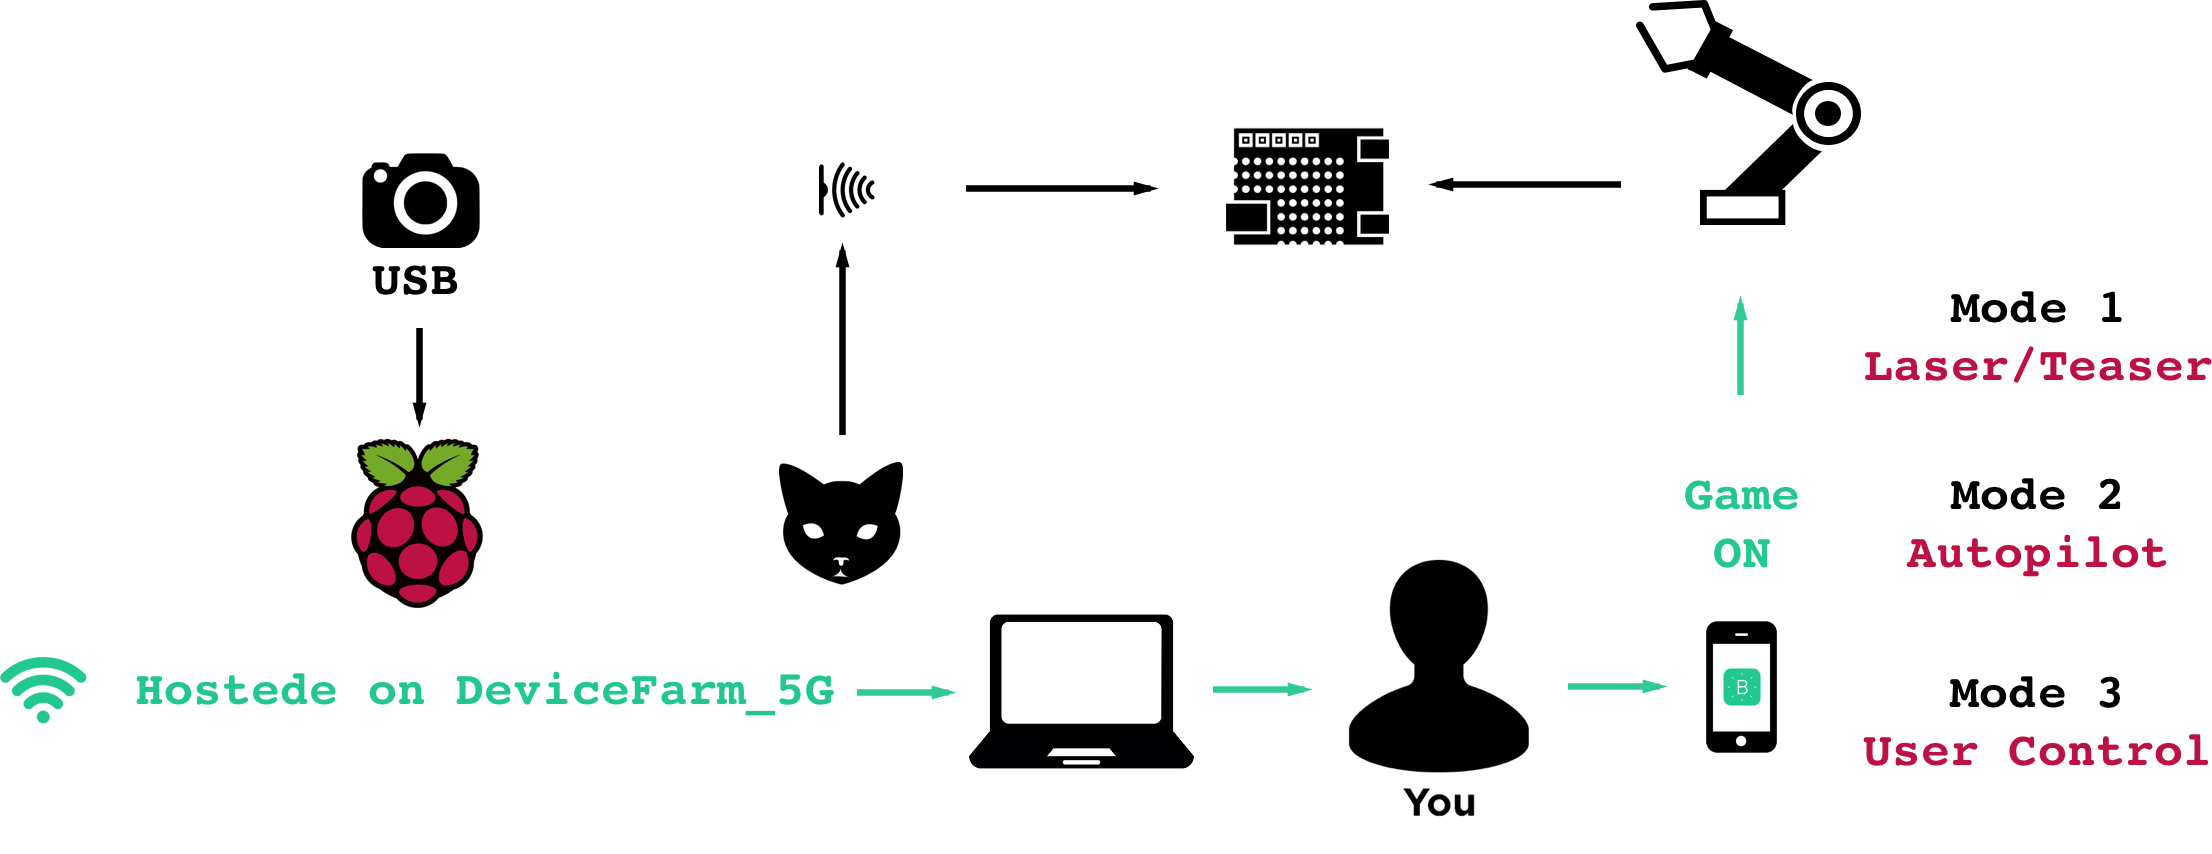 USB
Mode 1
Laser/Teaser
Game
ON
Mode 2
Autopilot
Hostede on DeviceFarm_5G
B
Mode 3
User Control
You